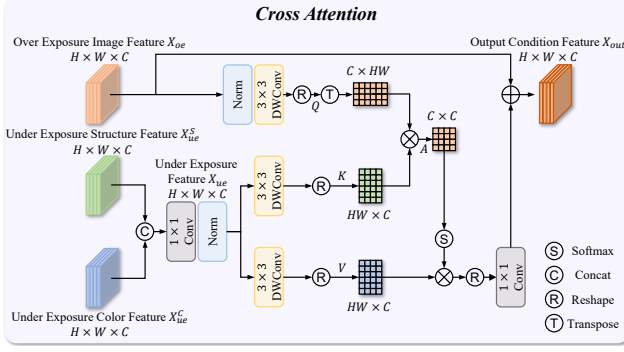 Cross Attention
Over Exposure Image Feature X_oe
H × W × C
Output Condition Feature X_out
H × W × C
Norm
3 × 3
DWConv
R
Q
T
C × HW
C × C
A
Under Exposure Structure Feature X_ue^S
H × W × C
Under Exposure
Feature X_ue
H × W × C
C
1 × 1
Conv
Norm
3 × 3
DWConv
R
K
HW × C
S
3 × 3
DWConv
R
V
HW × C
R
1 × 1
Conv
Under Exposure Color Feature X_ue^C
H × W × C
S Softmax
C Concat
R Reshape
T Transpose